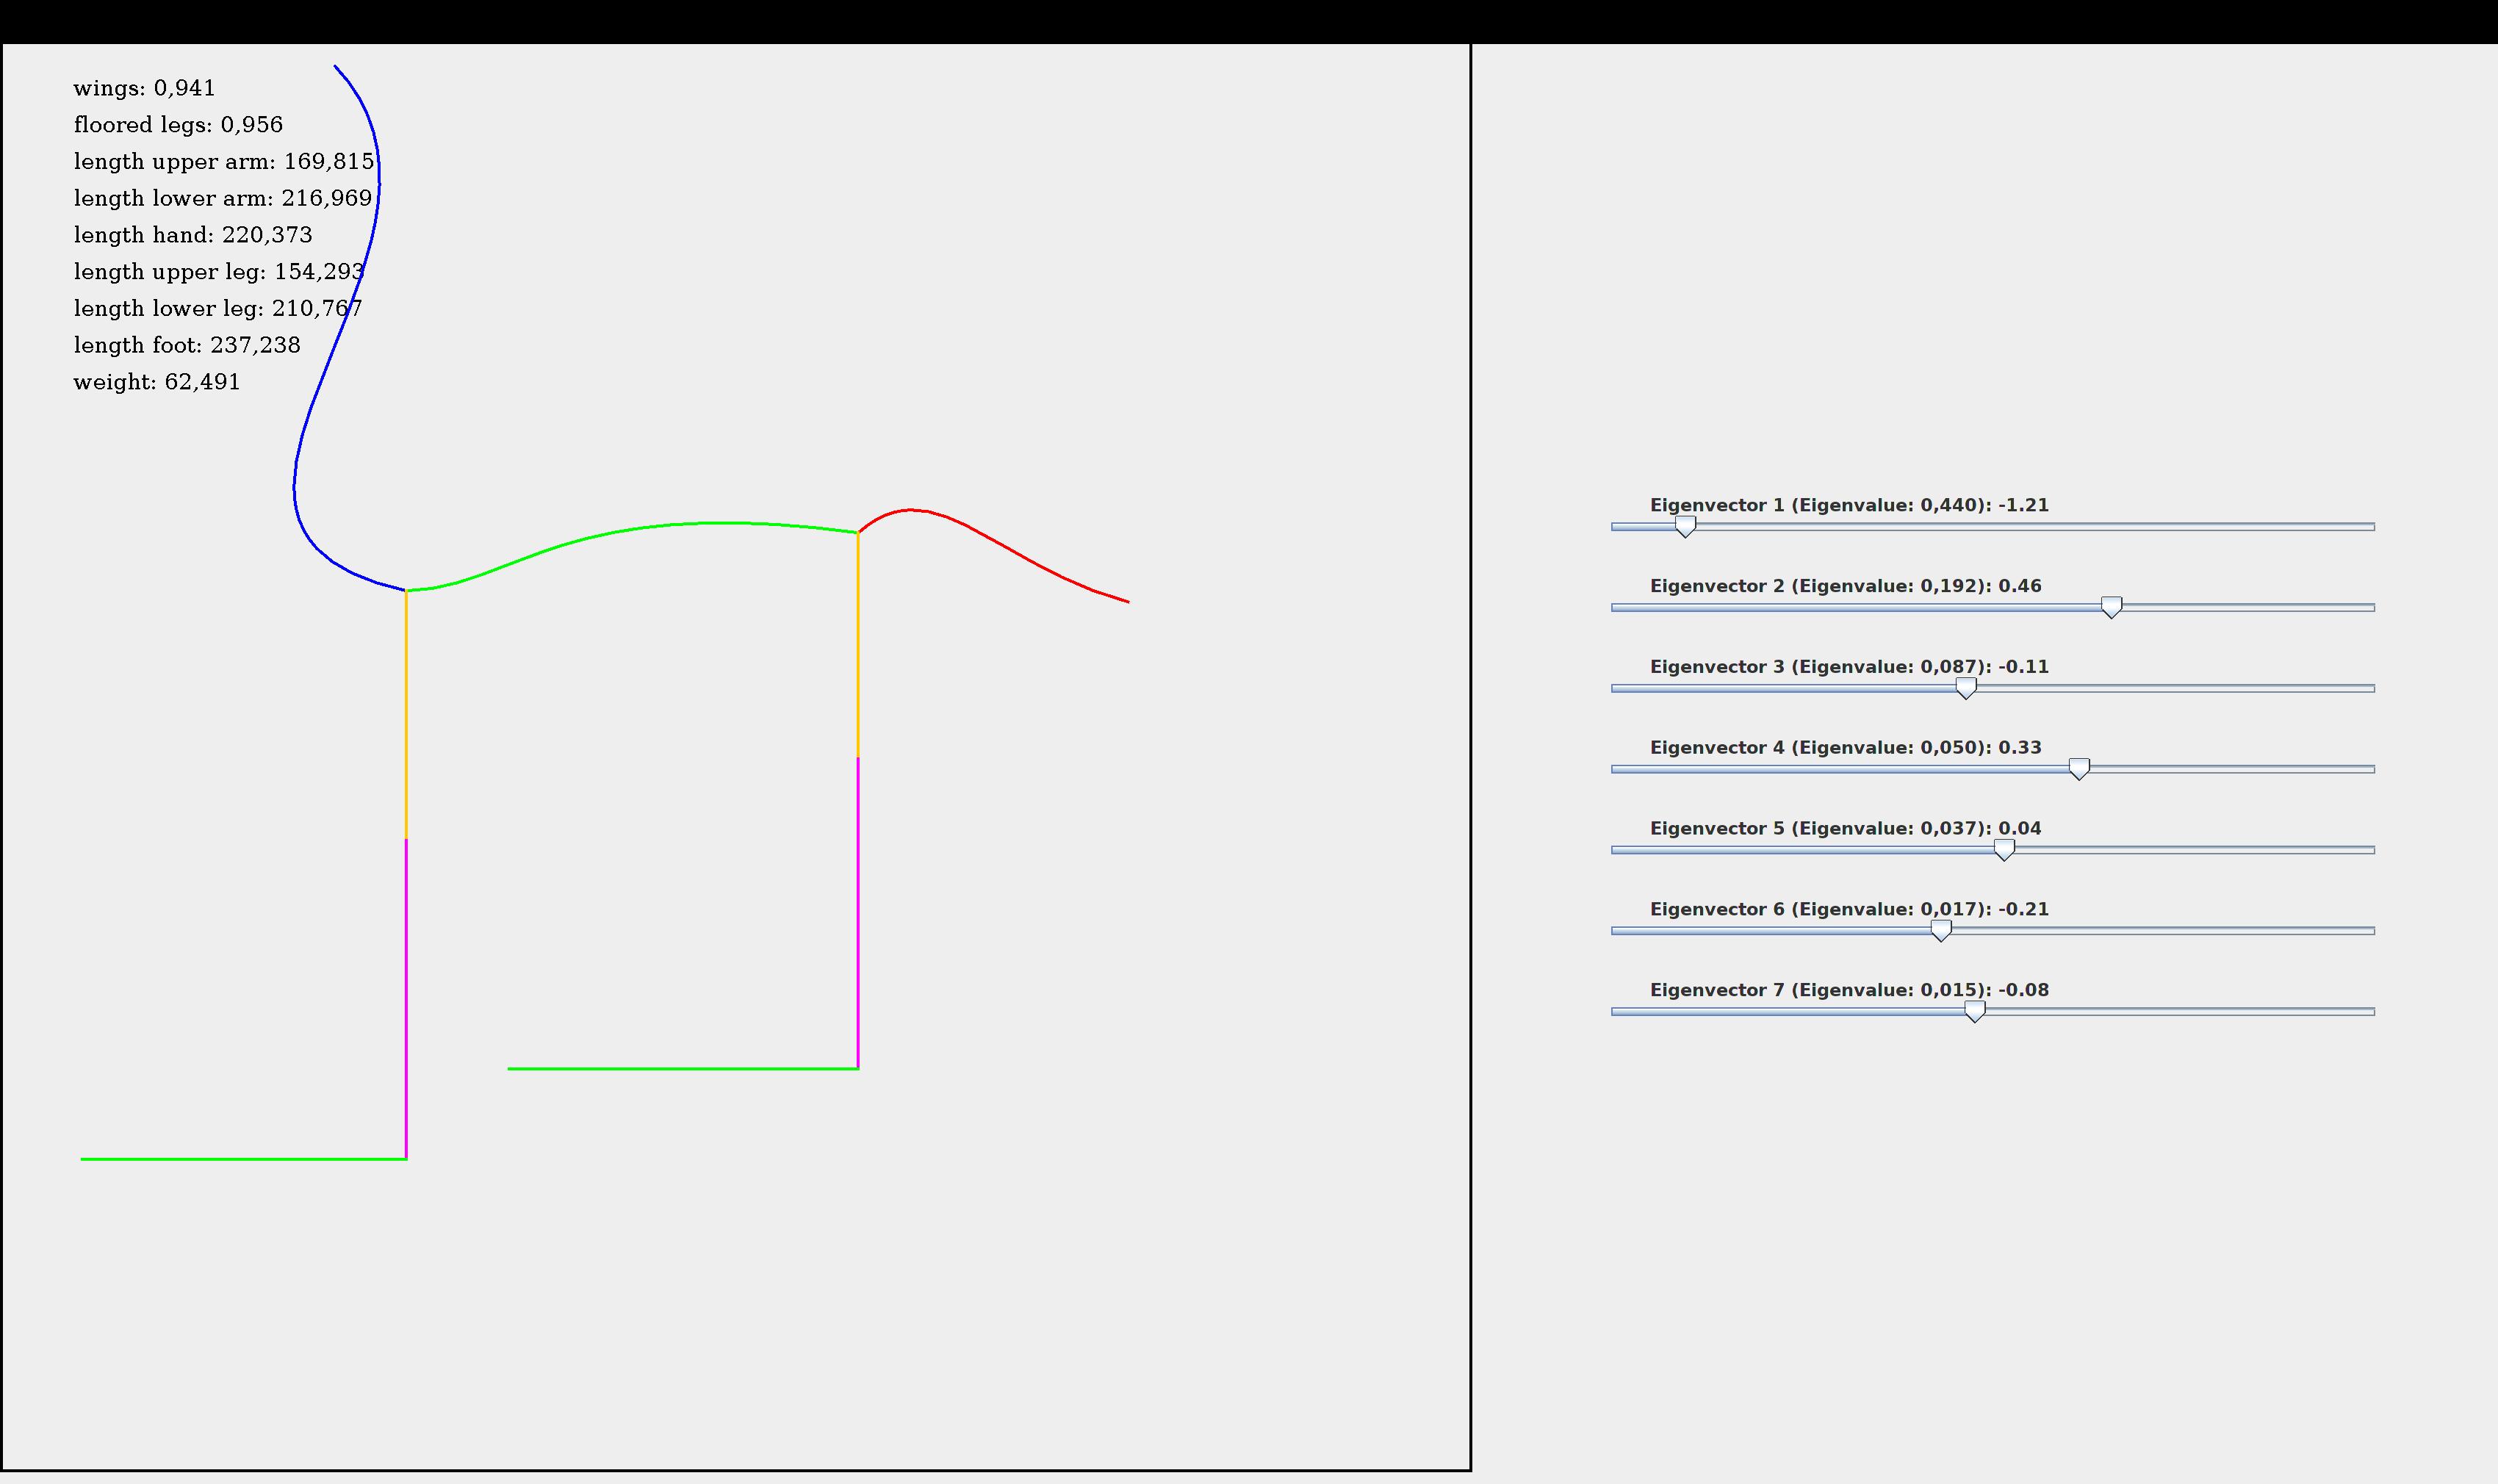 wings: 0,941
floored legs: 0,956
length upper arm: 169,815
length lower arm: 216,969
length hand: 220,373
length upper leg: 154,293
length lower leg: 210,767
length foot: 237,238
weight: 62,491
Eigenvector 1 (Eigenvalue: 0,440): -1.21
Eigenvector 2 (Eigenvalue: 0,192): 0.46
Eigenvector 3 (Eigenvalue: 0,087): -0.11
Eigenvector 4 (Eigenvalue: 0,050): 0.33
Eigenvector 5 (Eigenvalue: 0,037): 0.04
Eigenvector 6 (Eigenvalue: 0,017): -0.21
Eigenvector 7 (Eigenvalue: 0,015): -0.08